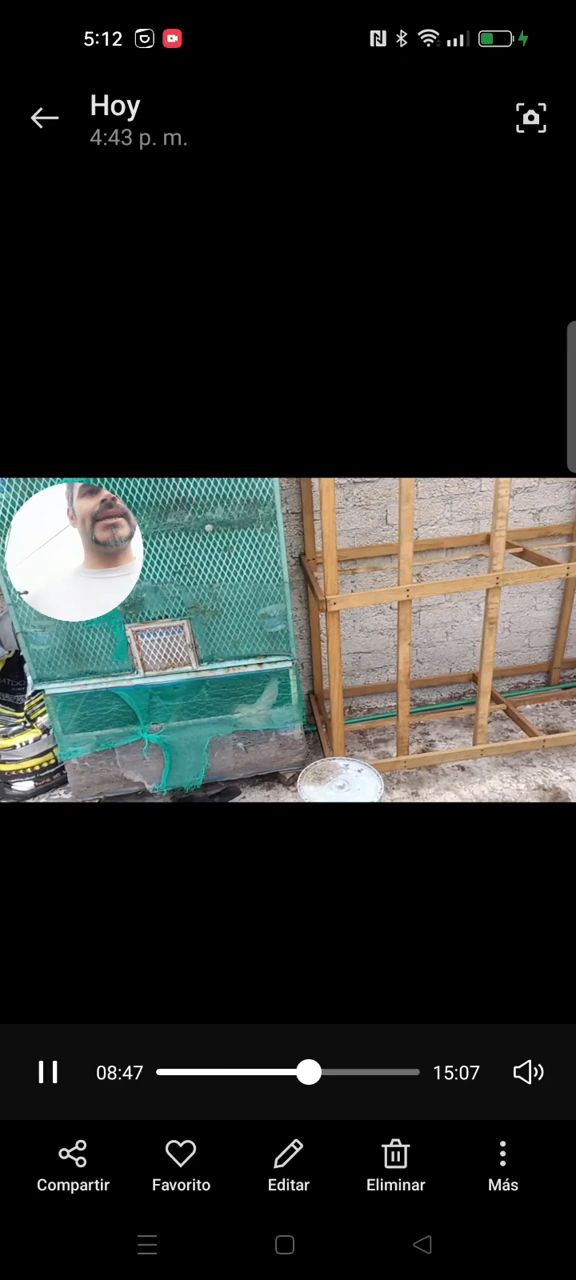 5:12
Hoy
4:43 p. m.
08:47
15:07
Compartir
Favorito
Editar
Eliminar
Más